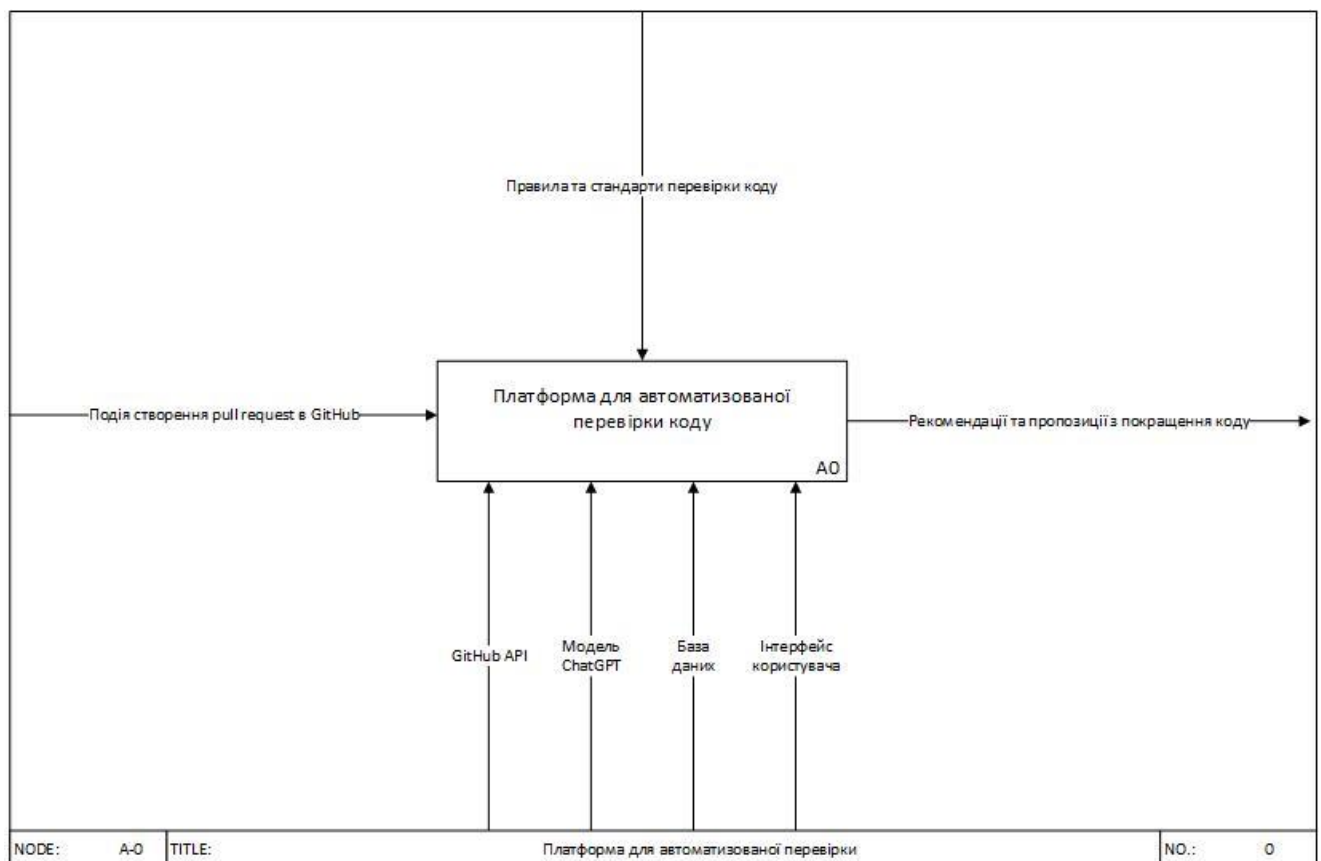 Правила та стандарти перевірки коду
Подія створення pull request в GitHub
Платформа для автоматизованої
перевірки коду
A0
Рекомендації та пропозиції з покращення коду
GitHub API
Модель
ChatGPT
База
даних
Інтерфейс
користувача
NODE: A-0 TITLE: Платформа для автоматизованої перевірки NO.: 0